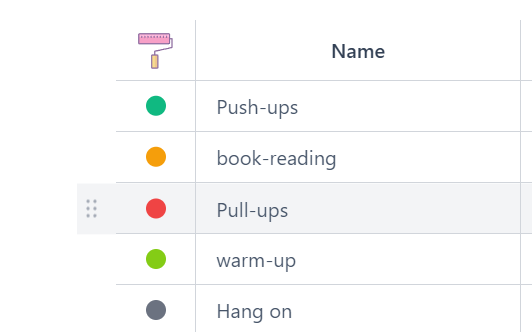 Name
Push-ups
book-reading
Pull-ups
warm-up
Hang on